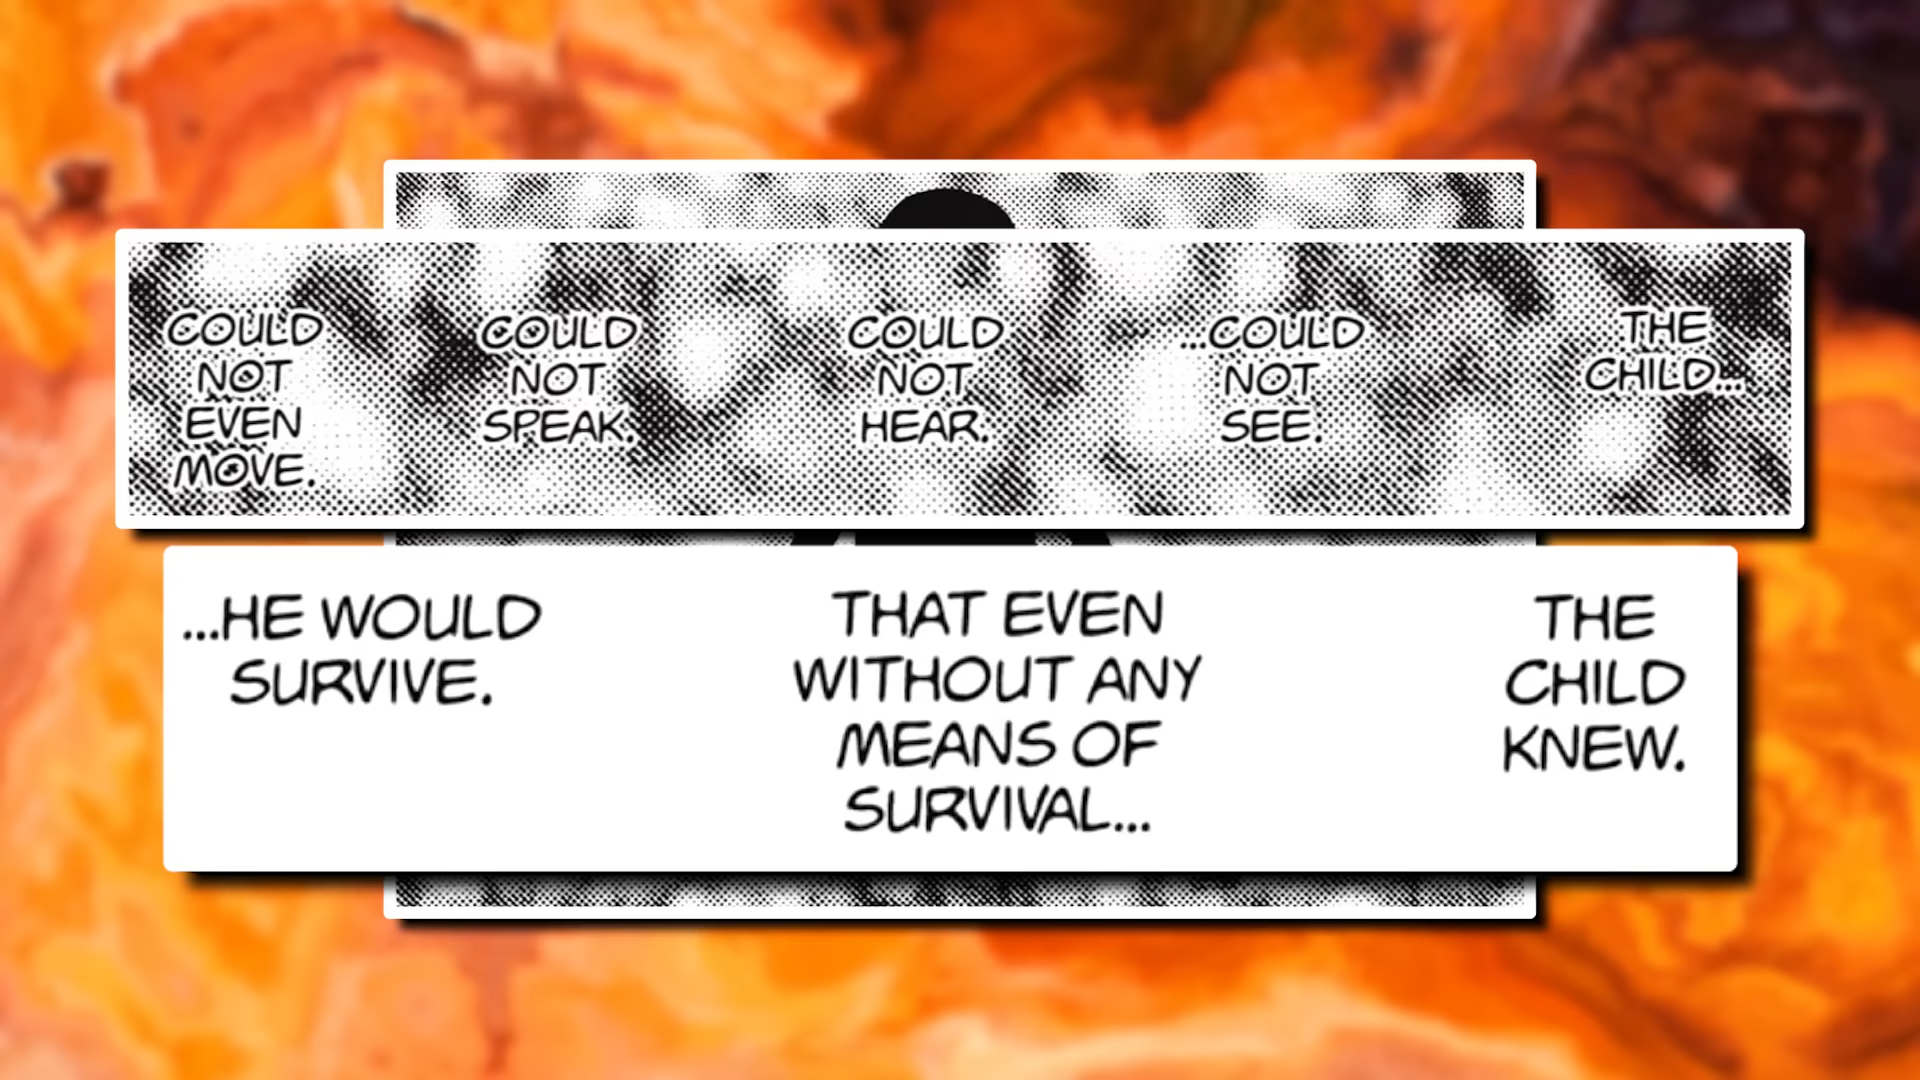 THE
CHILD...
...COULD
NOT
SEE.
COULD
NOT
HEAR.
COULD
NOT
SPEAK.
COULD
NOT
EVEN
MOVE.
THE
CHILD
KNEW.
THAT EVEN
WITHOUT ANY
MEANS OF
SURVIVAL...
...HE WOULD
SURVIVE.